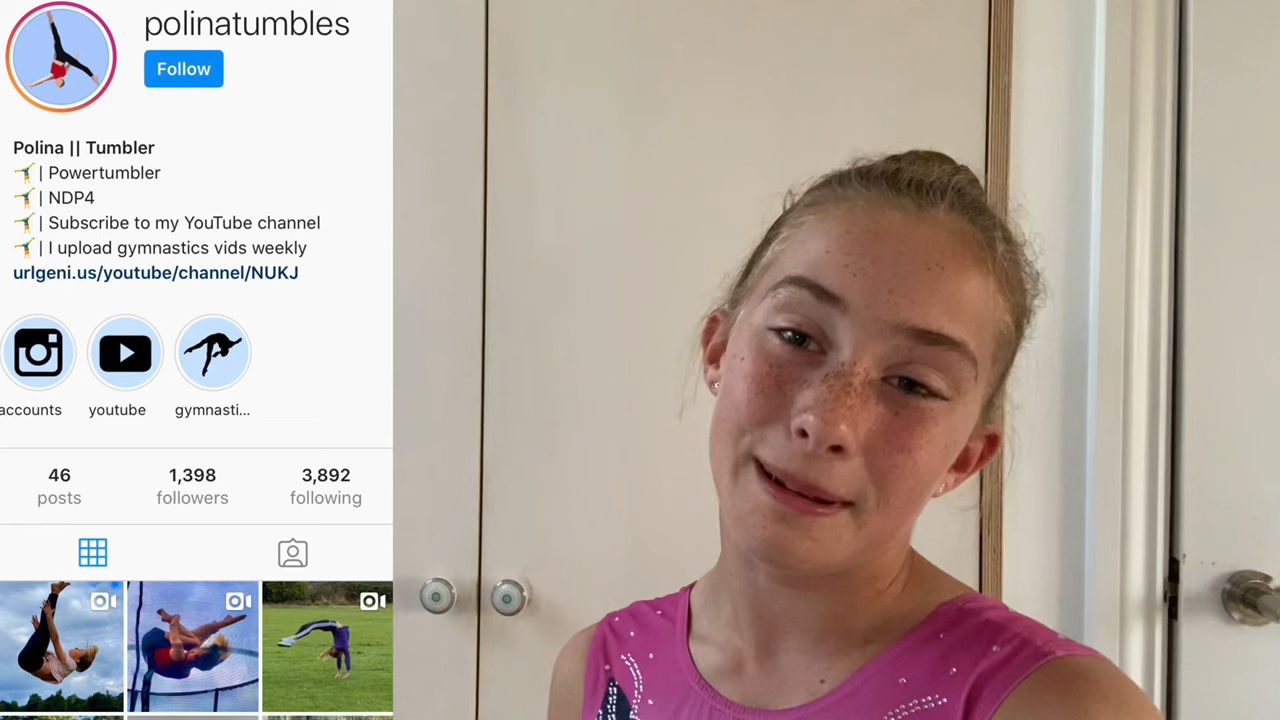 polinatumbles
Follow
Polina || Tumbler
🤸| Powertumbler
🤸| NDP4
🤸| Subscribe to my YouTube channel
🤸| I upload gymnastics vids weekly
urlgeni.us/youtube/channel/NUKJ
accounts youtube gymnasti...
46 1,398 3,892
posts followers following